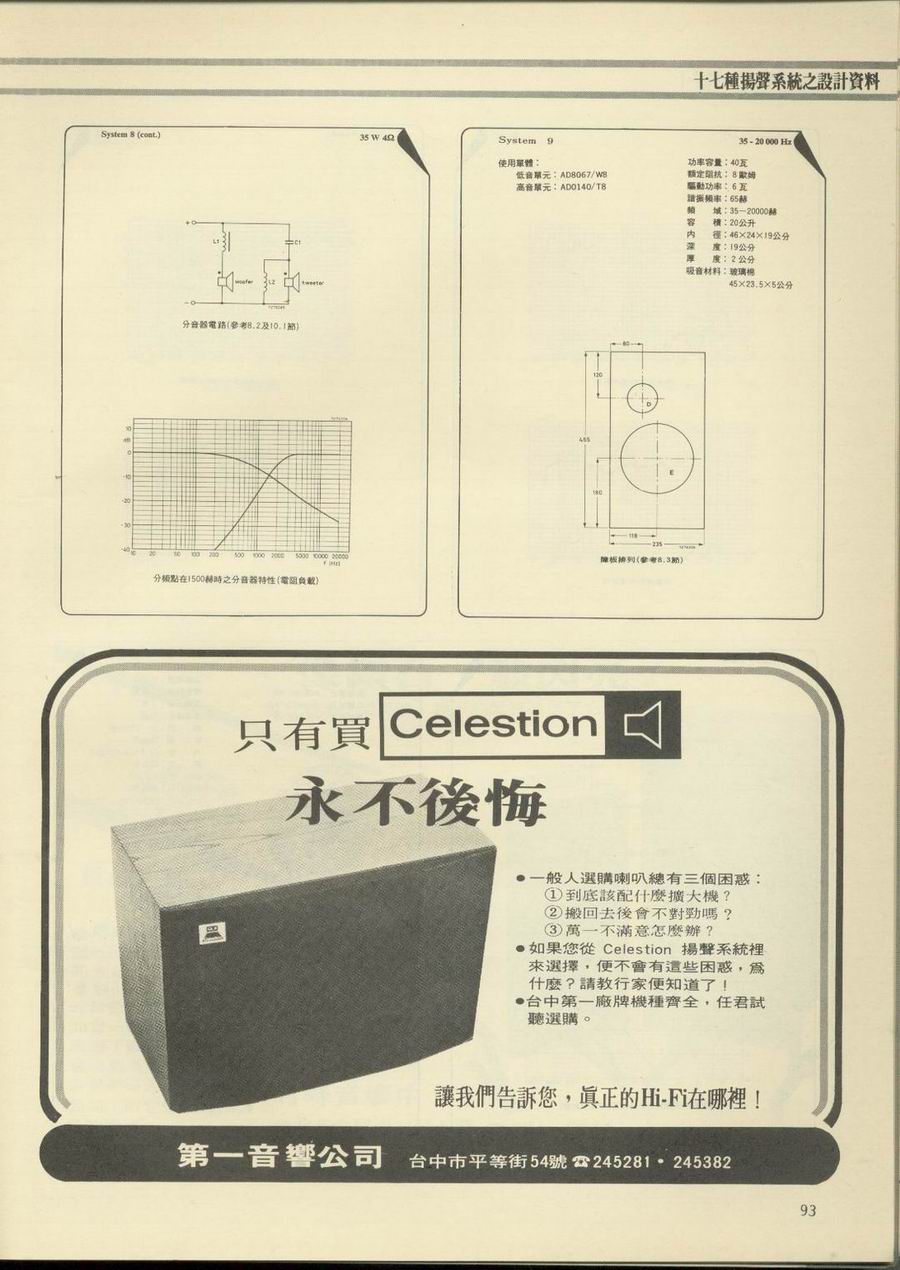 十七種揚聲系統之設計資料
System 8 (cont.)
35 W 4Ω
+
L1
C1
woofer
L2
tweeter
−
分音器電路(參考8.2及10.1節)
10
dB
0
-10
-20
-30
-40
10 20 50 100 200 500 1000 2000 5000 10000 20000
f (Hz)
分頻點在1500赫時之分音器特性(電阻負載)
System 9
35 - 20 000 Hz
使用單體：
低音單元：AD8067/W8
高音單元：AD0140/T8
功率容量：40瓦
額定阻抗：8歐姆
驅動功率：6瓦
諧振頻率：65赫
頻 域：35—20000赫
容 積：20公升
內 徑：46×24×19公分
深 度：19公分
厚 度：2公分
吸音材料：玻璃棉
45×23.5×5公分
80
120
D
455
E
180
118
235
障板排列(參考8.3節)
只有買 Celestion
永不後悔
●一般人選購喇叭總有三個困惑：
①到底該配什麼擴大機？
②搬回去後會不對勁嗎？
③萬一不滿意怎麼辦？
●如果您從 Celestion 揚聲系統裡
來選擇，便不會有這些困惑，為
什麼？請教行家便知道了！
●台中第一廠牌機種齊全，任君試
聽選購。
讓我們告訴您，眞正的Hi-Fi在哪裡！
第一音響公司 台中市平等街54號☎245281•245382
93